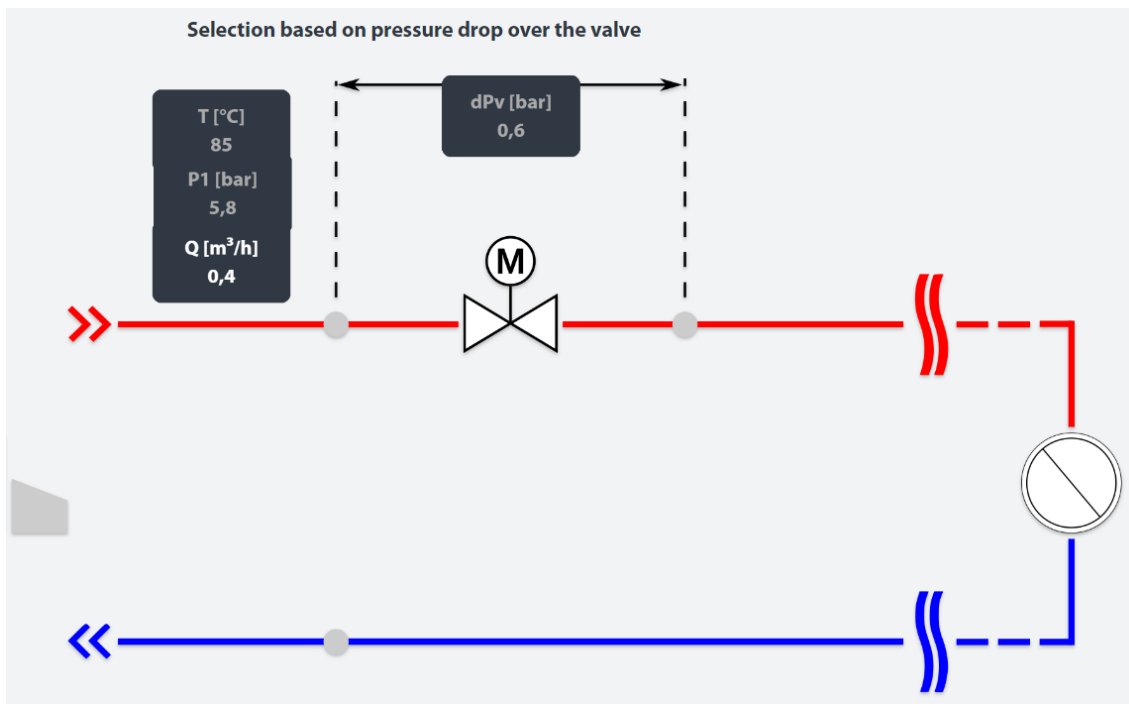 Selection based on pressure drop over the valve
dPv [bar]
0,6
T [°C]
85
P1 [bar]
5,8
Q [m³/h]
0,4
M